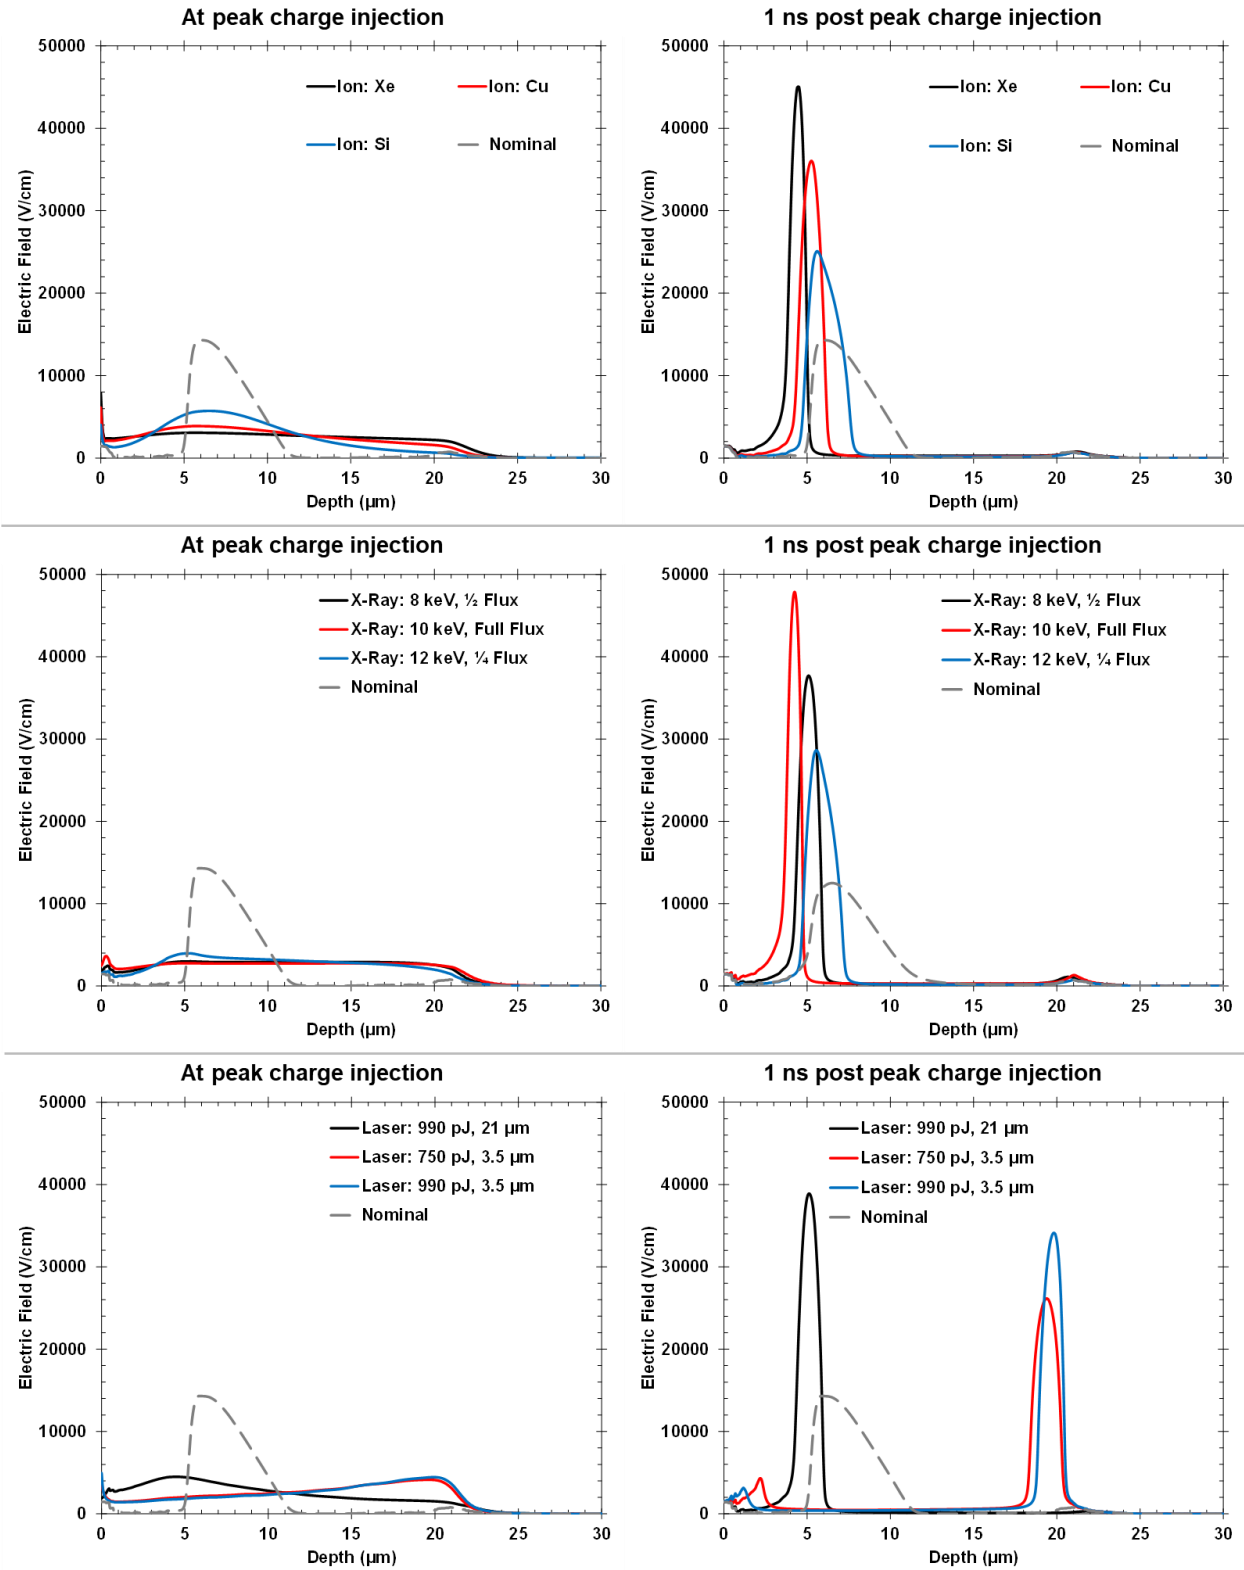 At peak charge injection
50000
40000
30000
20000
10000
0
Electric Field (V/cm)
Ion: Xe
Ion: Cu
Ion: Si
Nominal
0 5 10 15 20 25 30
Depth (µm)
1 ns post peak charge injection
50000
40000
30000
20000
10000
0
Electric Field (V/cm)
Ion: Xe
Ion: Cu
Ion: Si
Nominal
0 5 10 15 20 25 30
Depth (µm)
At peak charge injection
50000
40000
30000
20000
10000
0
Electric Field (V/cm)
X-Ray: 8 keV, ½ Flux
X-Ray: 10 keV, Full Flux
X-Ray: 12 keV, ¼ Flux
Nominal
0 5 10 15 20 25 30
Depth (µm)
1 ns post peak charge injection
50000
40000
30000
20000
10000
0
Electric Field (V/cm)
X-Ray: 8 keV, ½ Flux
X-Ray: 10 keV, Full Flux
X-Ray: 12 keV, ¼ Flux
Nominal
0 5 10 15 20 25 30
Depth (µm)
At peak charge injection
50000
40000
30000
20000
10000
0
Electric Field (V/cm)
Laser: 990 pJ, 21 µm
Laser: 750 pJ, 3.5 µm
Laser: 990 pJ, 3.5 µm
Nominal
0 5 10 15 20 25 30
Depth (µm)
1 ns post peak charge injection
50000
40000
30000
20000
10000
0
Electric Field (V/cm)
Laser: 990 pJ, 21 µm
Laser: 750 pJ, 3.5 µm
Laser: 990 pJ, 3.5 µm
Nominal
0 5 10 15 20 25 30
Depth (µm)